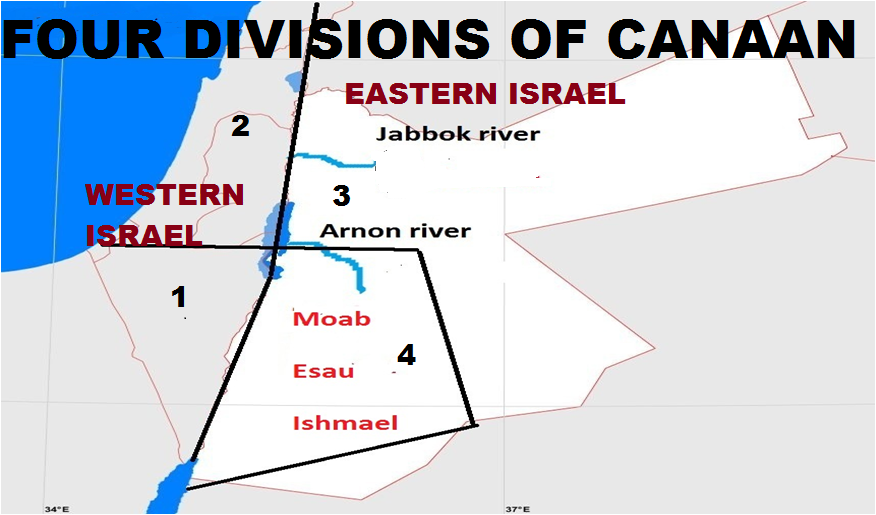 FOUR DIVISIONS OF CANAAN
EASTERN ISRAEL
2
Jabbok river
WESTERN
ISRAEL
3
Arnon river
1
Moab
4
Esau
Ishmael
34°E
37°E